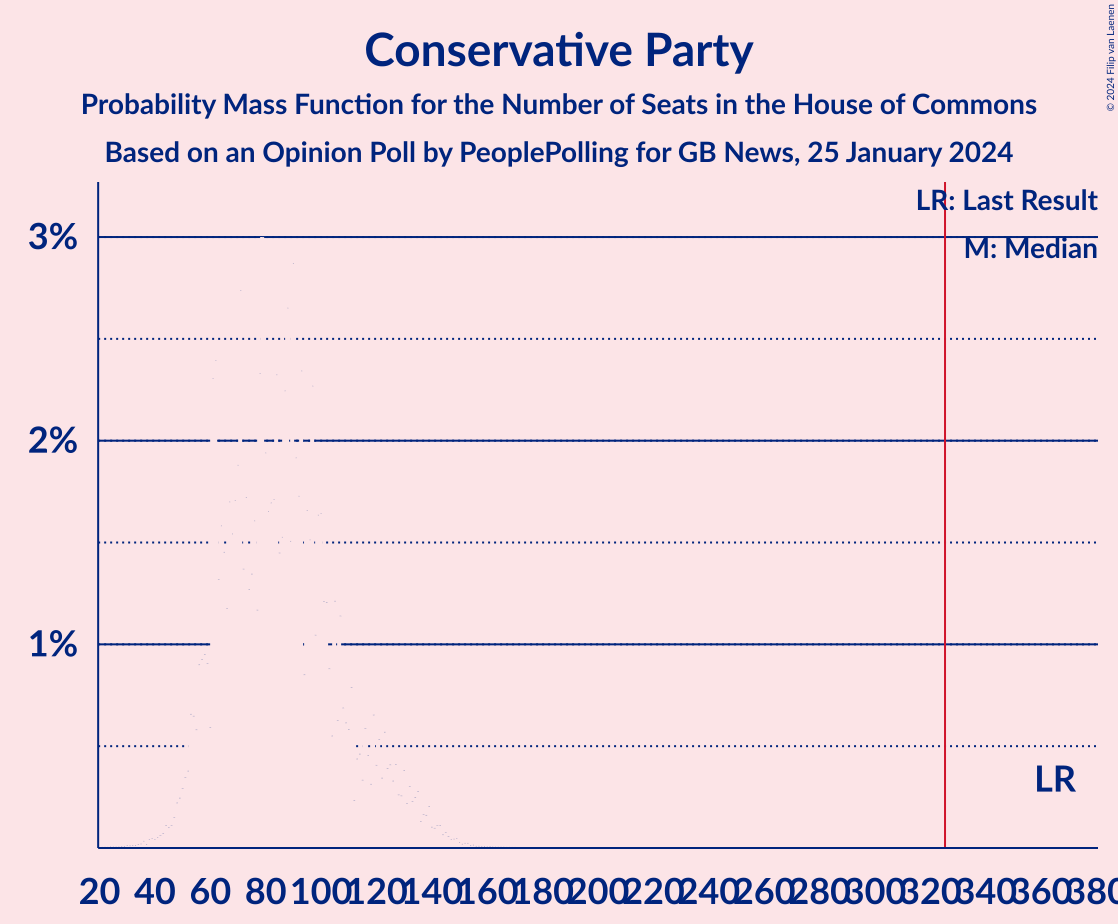 Conservative Party
Probability Mass Function for the Number of Seats in the House of Commons
Based on an Opinion Poll by PeoplePolling for GB News, 25 January 2024
© 2024 Filip van Laenen
LR: Last Result
M: Median
3%
2%
1%
LR
20 40 60 80 100 120 140 160 180 200 220 240 260 280 300 320 340 360 380